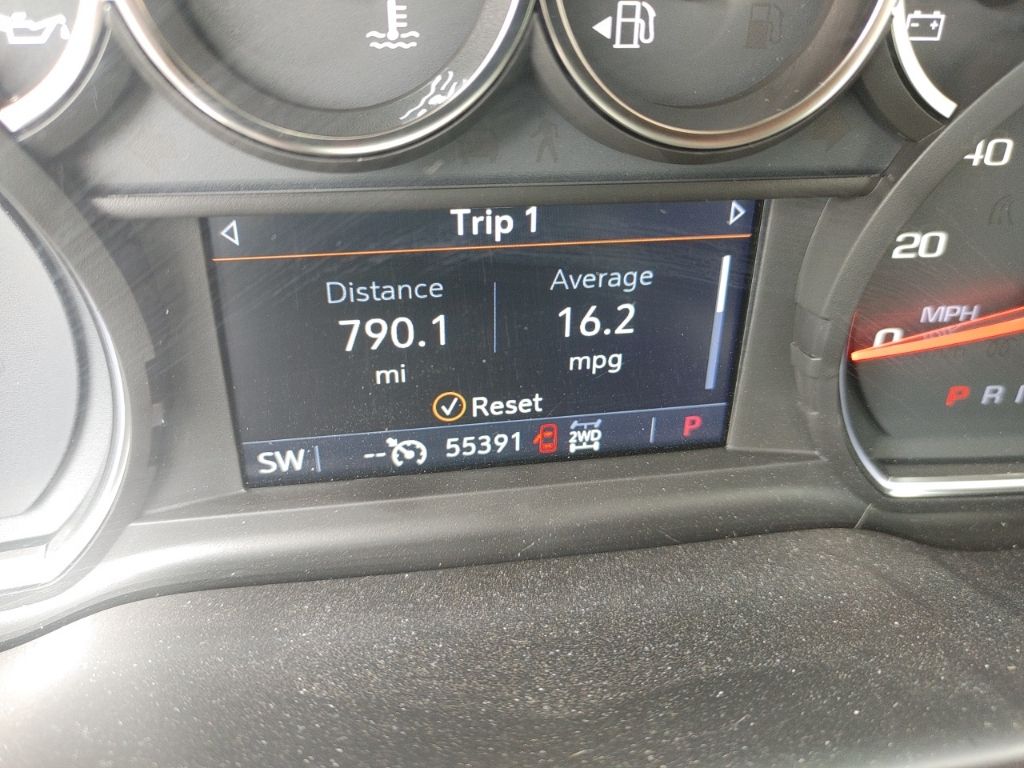 Trip 1
Distance
790.1
mi
Average
16.2
mpg
Reset
SW
--
55391
2WD
P
40
20
0
MPH
P R